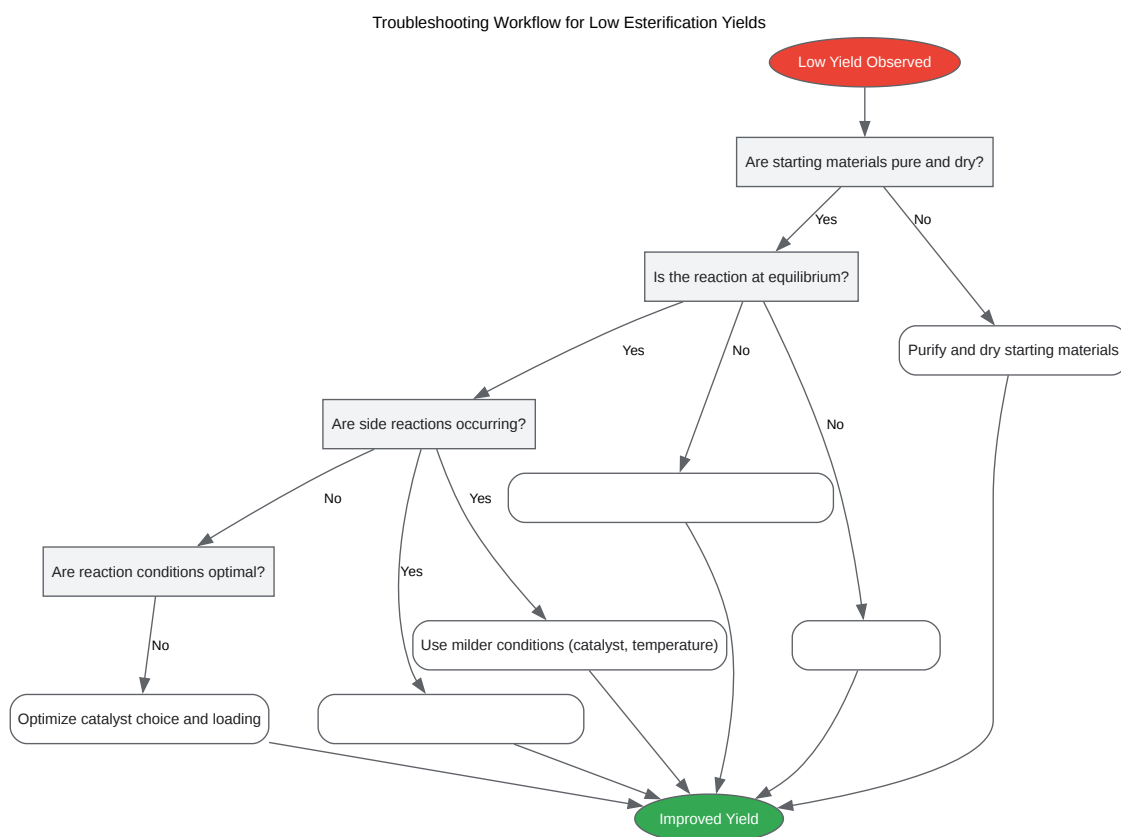 Troubleshooting Workflow for Low Esterification Yields
Low Yield Observed
Are starting materials pure and dry?
Yes
No
Is the reaction at equilibrium?
Purify and dry starting materials
Yes
No
Are side reactions occurring?
No
No
Yes
Are reaction conditions optimal?
Yes
No
Use milder conditions (catalyst, temperature)
Optimize catalyst choice and loading
Improved Yield